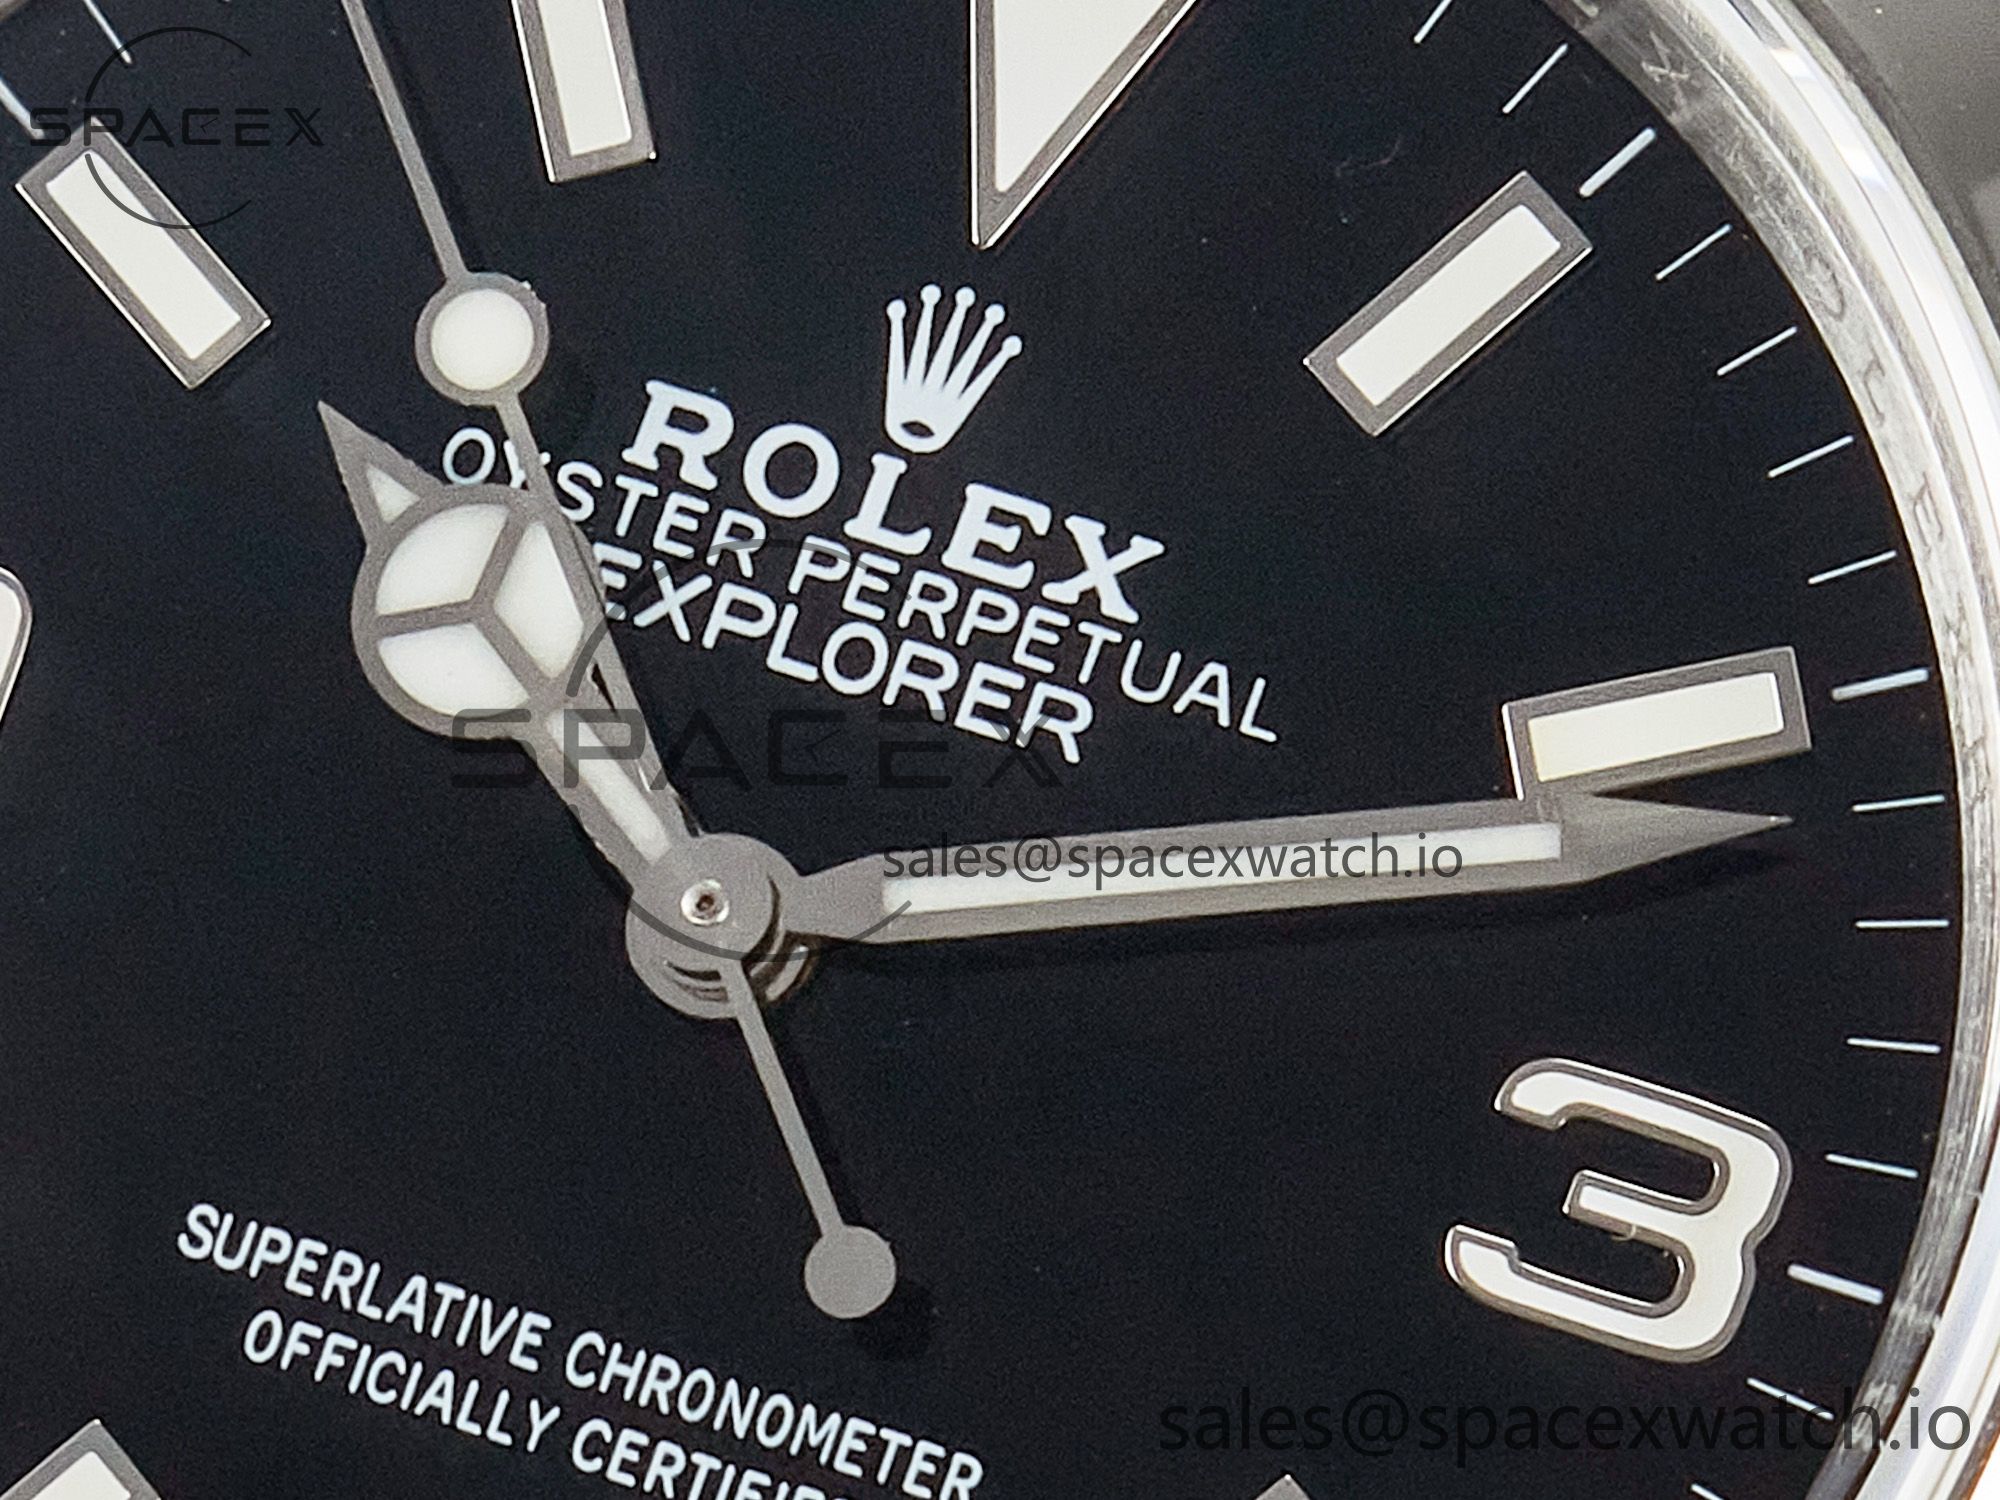 SPACEX
ROLEX
OYSTER PERPETUAL
EXPLORER
SPACEX
sales@spacexwatch.io
3
SUPERLATIVE CHRONOMETER
OFFICIALLY
sales@spacexwatch.io